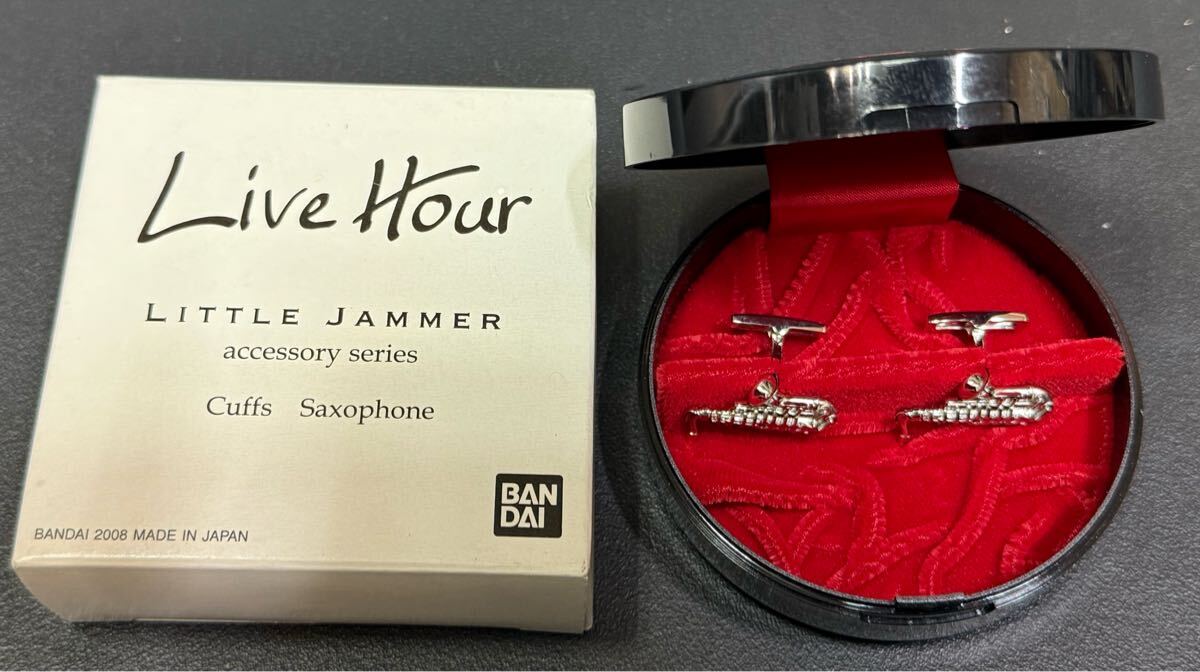 Live Hour
LITTLE JAMMER
accessory series
Cuffs Saxophone
BAN
DAI
BANDAI 2008 MADE IN JAPAN